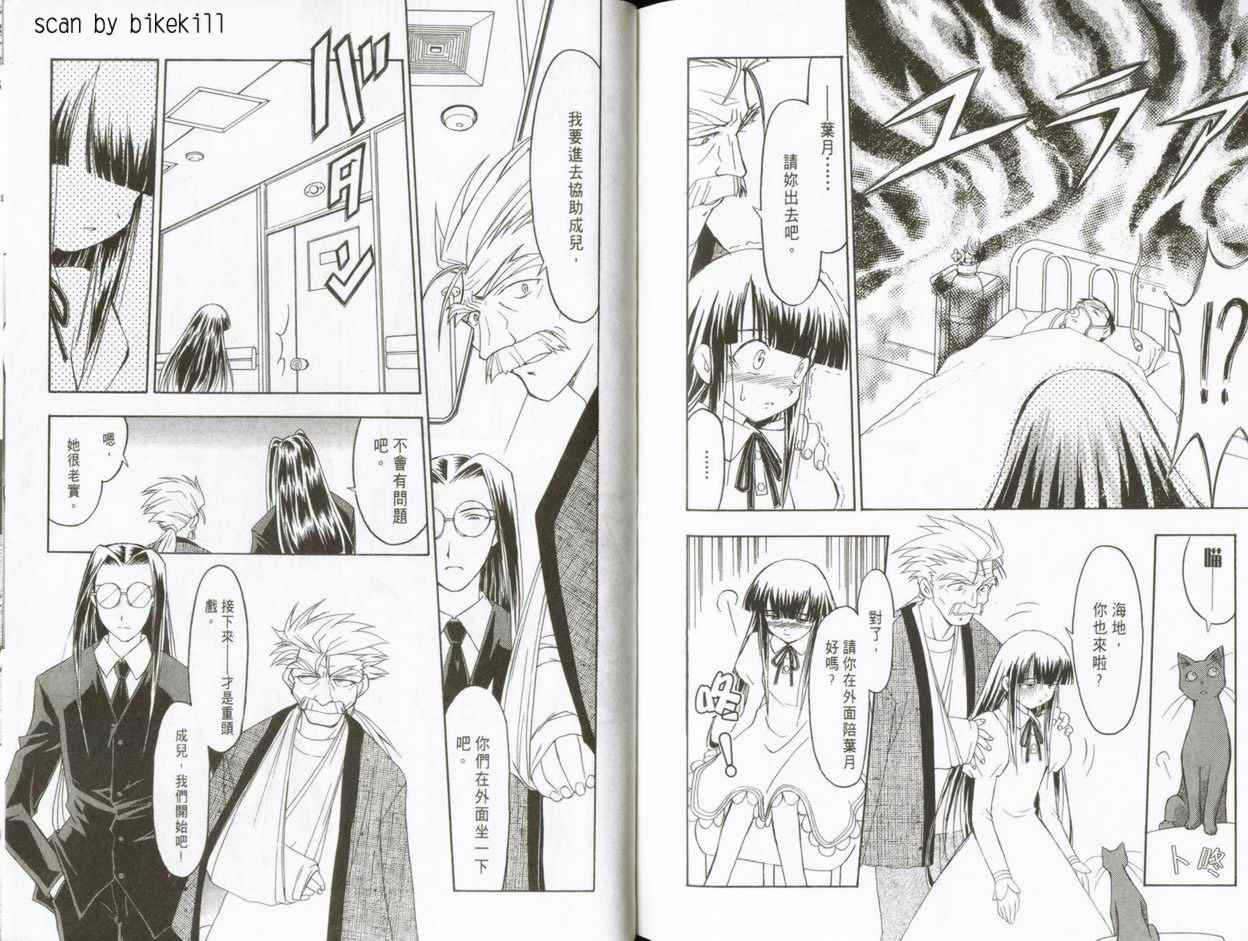 scan by bikekill
ユラァ
!?
——葉月……
請妳出去吧。
……
喵——
咚
卜
海地，
你也來啦？
對了，
請你在外面陪葉月
好嗎？
咚！
我要進去協助成兒，
你們在外面坐一下
吧。
バタン
不會有問題
吧。
嗯，
她很老實。
接下來——才是重頭
戲。
成兒，我們開始吧！